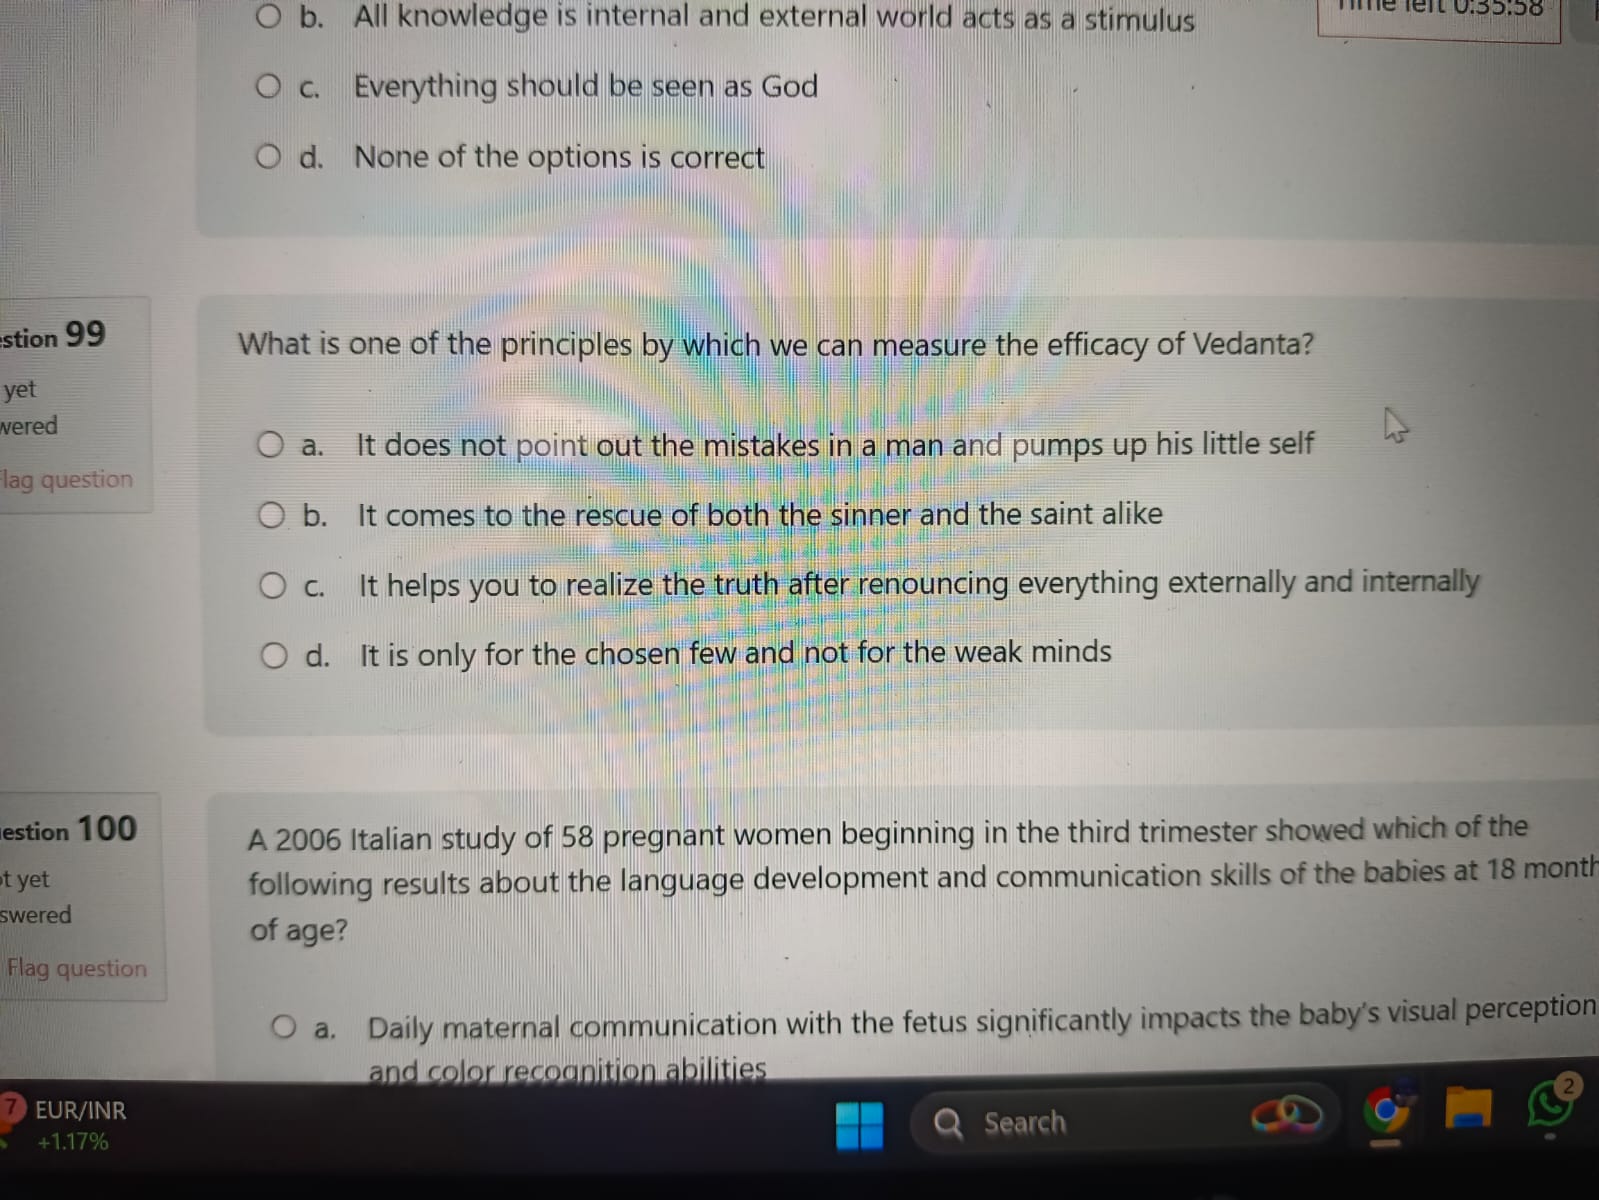 b. All knowledge is internal and external world acts as a stimulus
Time left 0:35:58
c. Everything should be seen as God
d. None of the options is correct
estion 99
yet
wered
Flag question
What is one of the principles by which we can measure the efficacy of Vedanta?
a. It does not point out the mistakes in a man and pumps up his little self
b. It comes to the rescue of both the sinner and the saint alike
c. It helps you to realize the truth after renouncing everything externally and internally
d. It is only for the chosen few and not for the weak minds
estion 100
ot yet
swered
Flag question
A 2006 Italian study of 58 pregnant women beginning in the third trimester showed which of the
following results about the language development and communication skills of the babies at 18 month
of age?
a. Daily maternal communication with the fetus significantly impacts the baby's visual perception
and color recognition abilities
7
EUR/INR
+1.17%
Search
2